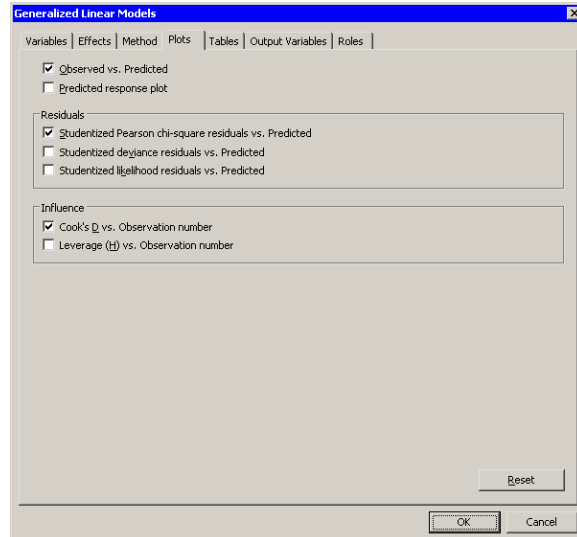 Generalized Linear Models
Variables Effects Method Plots Tables Output Variables Roles
Observed vs. Predicted
Predicted response plot
Residuals
Studentized Pearson chi-square residuals vs. Predicted
Studentized deviance residuals vs. Predicted
Studentized likelihood residuals vs. Predicted
Influence
Cook's D vs. Observation number
Leverage (H) vs. Observation number
Reset
OK Cancel